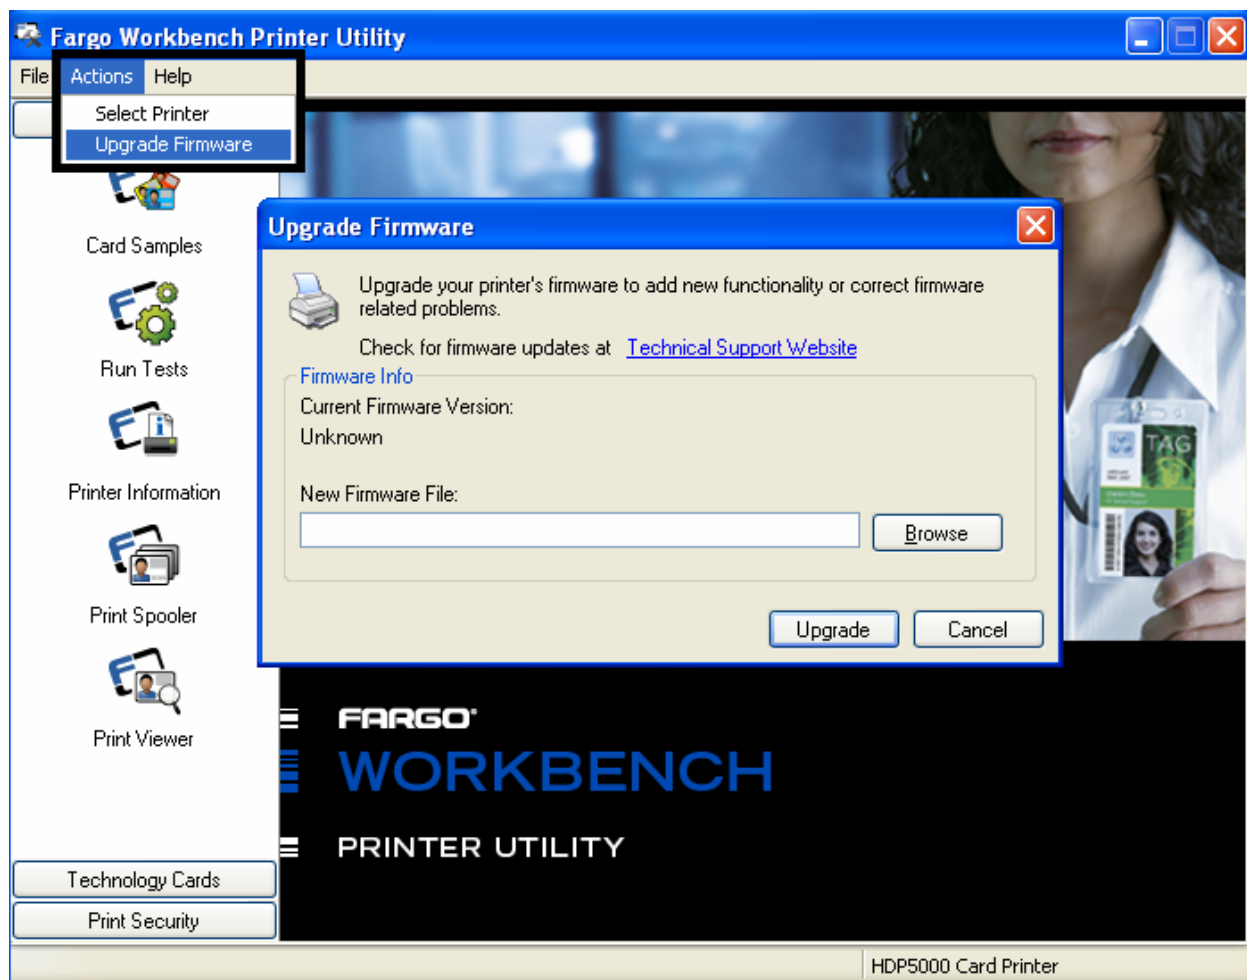 Fargo Workbench Printer Utility
File Actions Help
Select Printer
Upgrade Firmware
Card Samples
Run Tests
Printer Information
Print Spooler
Print Viewer
Technology Cards
Print Security
Upgrade Firmware
Upgrade your printer's firmware to add new functionality or correct firmware
related problems.
Check for firmware updates at Technical Support Website
Firmware Info
Current Firmware Version:
Unknown
New Firmware File:
Browse
Upgrade Cancel
TAG
FARGO
WORKBENCH
PRINTER UTILITY
HDP5000 Card Printer